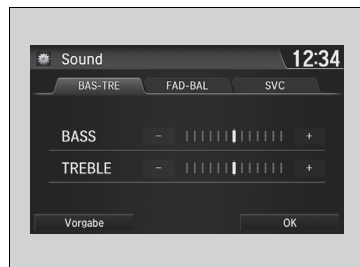 Sound 12:34
BAS-TRE FAD-BAL SVC
BASS - +
TREBLE - +
Vorgabe OK